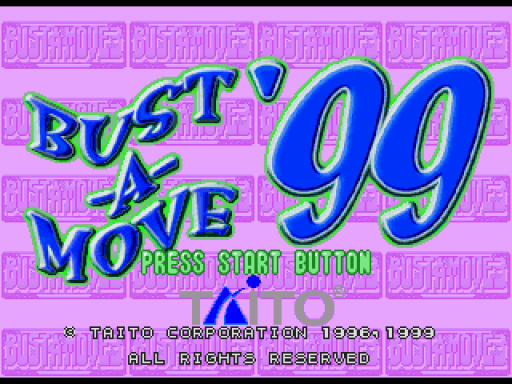 BUST '99
-A-
MOVE
PRESS START BUTTON
TAITO®
© TAITO CORPORATION 1996,1999
ALL RIGHTS RESERVED